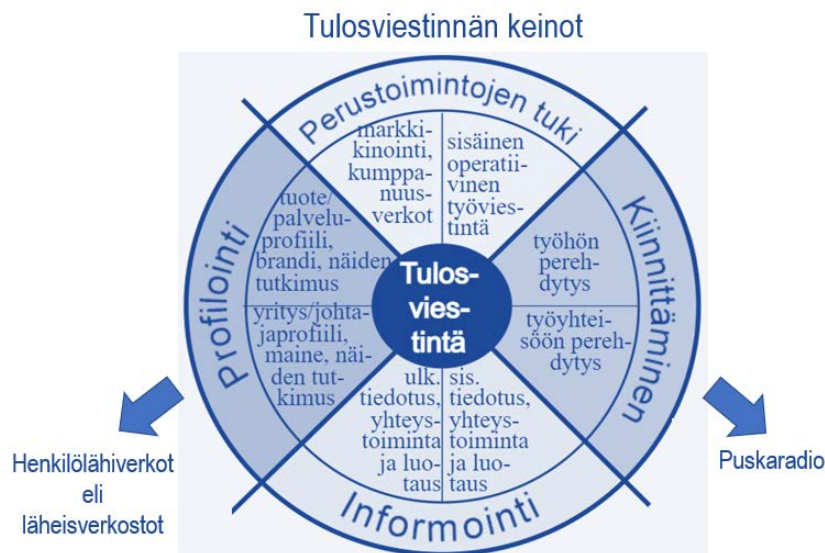 Tulosviestinnän keinot
Perustoimintojen tuki
markki-
kinointi,
kumppa-
nuus-
verkot
sisäinen
operatii-
vinen
työvies-
tintä
Profilointi
tuote/
palvelu-
profiili,
brandi, näiden
tutkimus
yritys/johta-
japrofiili,
maine, näi-
den tut-
kimus
Tulos-
vies-
tintä
Kiinnittäminen
työhön
pereh-
dytys
työyhtei-
söön pereh-
dytys
ulk.
tiedotus,
yhteys-
toiminta
ja luo-
taus
sis.
tiedotus,
yhteys-
toiminta
ja luo-
taus
Informointi
Henkilölähiverkot
eli
läheisverkostot
Puskaradio